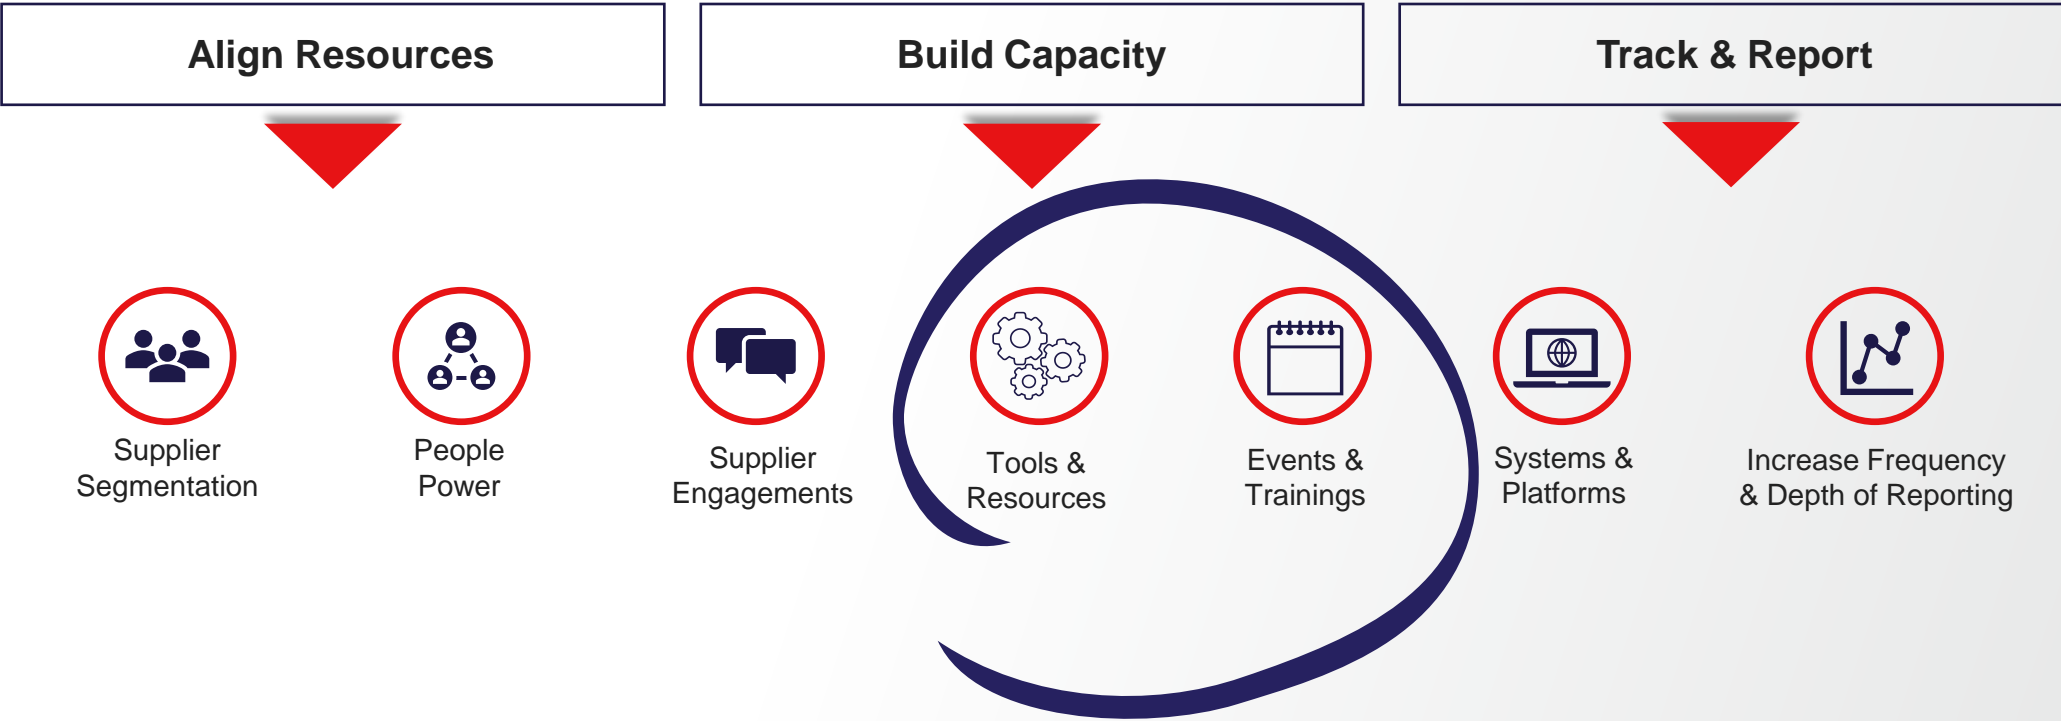 Align Resources
Build Capacity
Track & Report
Supplier
Segmentation
People
Power
Supplier
Engagements
Tools &
Resources
Events &
Trainings
Systems &
Platforms
Increase Frequency
& Depth of Reporting